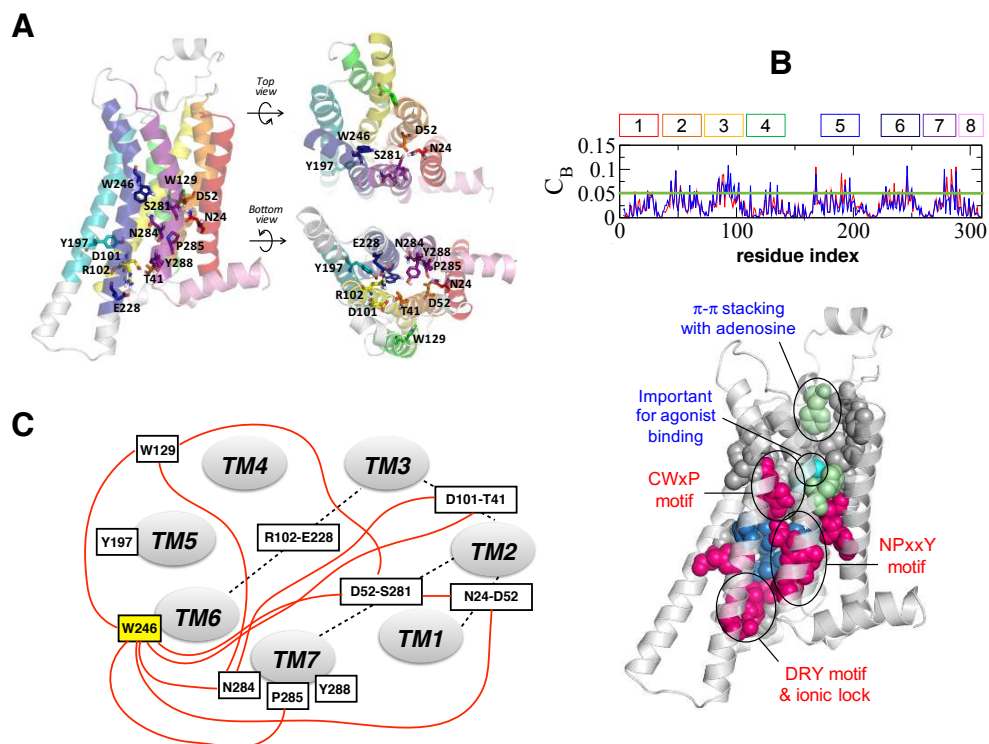 A
Top
view
Bottom
view
W246
W129
S281
D52
N24
N284
Y197
P285
D101
Y288
R102
T41
E228
W246
D52
Y197
S281
N24
E228
N284
Y288
Y197
P285
R102
N24
D101
T41
D52
W129
B
1 2 3 4 5 6 7 8
0.15
0.1
0.05
0
CB
0 100 200 300
residue index
π-π stacking
with adenosine
Important
for agonist
binding
CWxP
motif
NPxxY
motif
DRY motif
& ionic lock
C
W129
TM4
TM3
D101-T41
Y197
TM5
R102-E228
TM2
D52-S281
N24-D52
TM6
W246
TM1
TM7
N284
P285
Y288